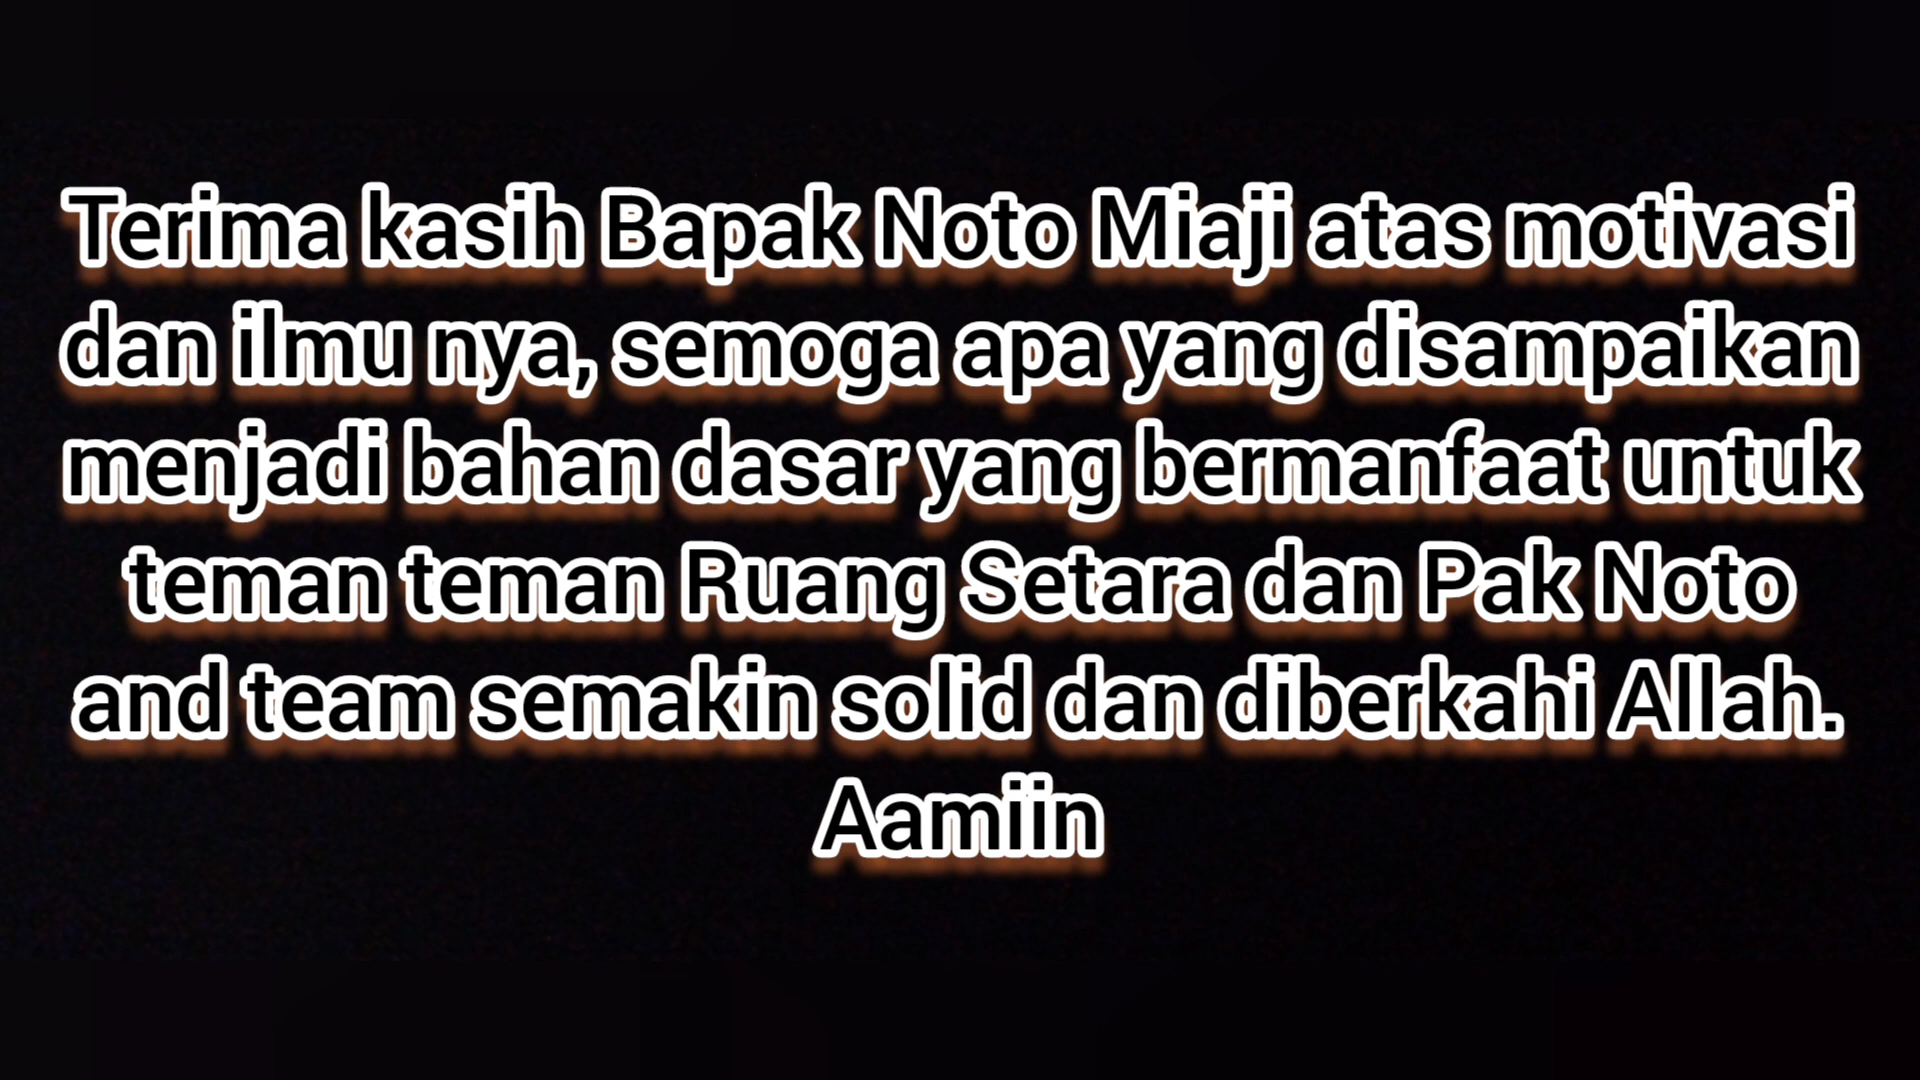 Terima kasih Bapak Noto Miaji atas motivasi
dan ilmu nya, semoga apa yang disampaikan
menjadi bahan dasar yang bermanfaat untuk
teman teman Ruang Setara dan Pak Noto
and team semakin solid dan diberkahi Allah.
Aamiin